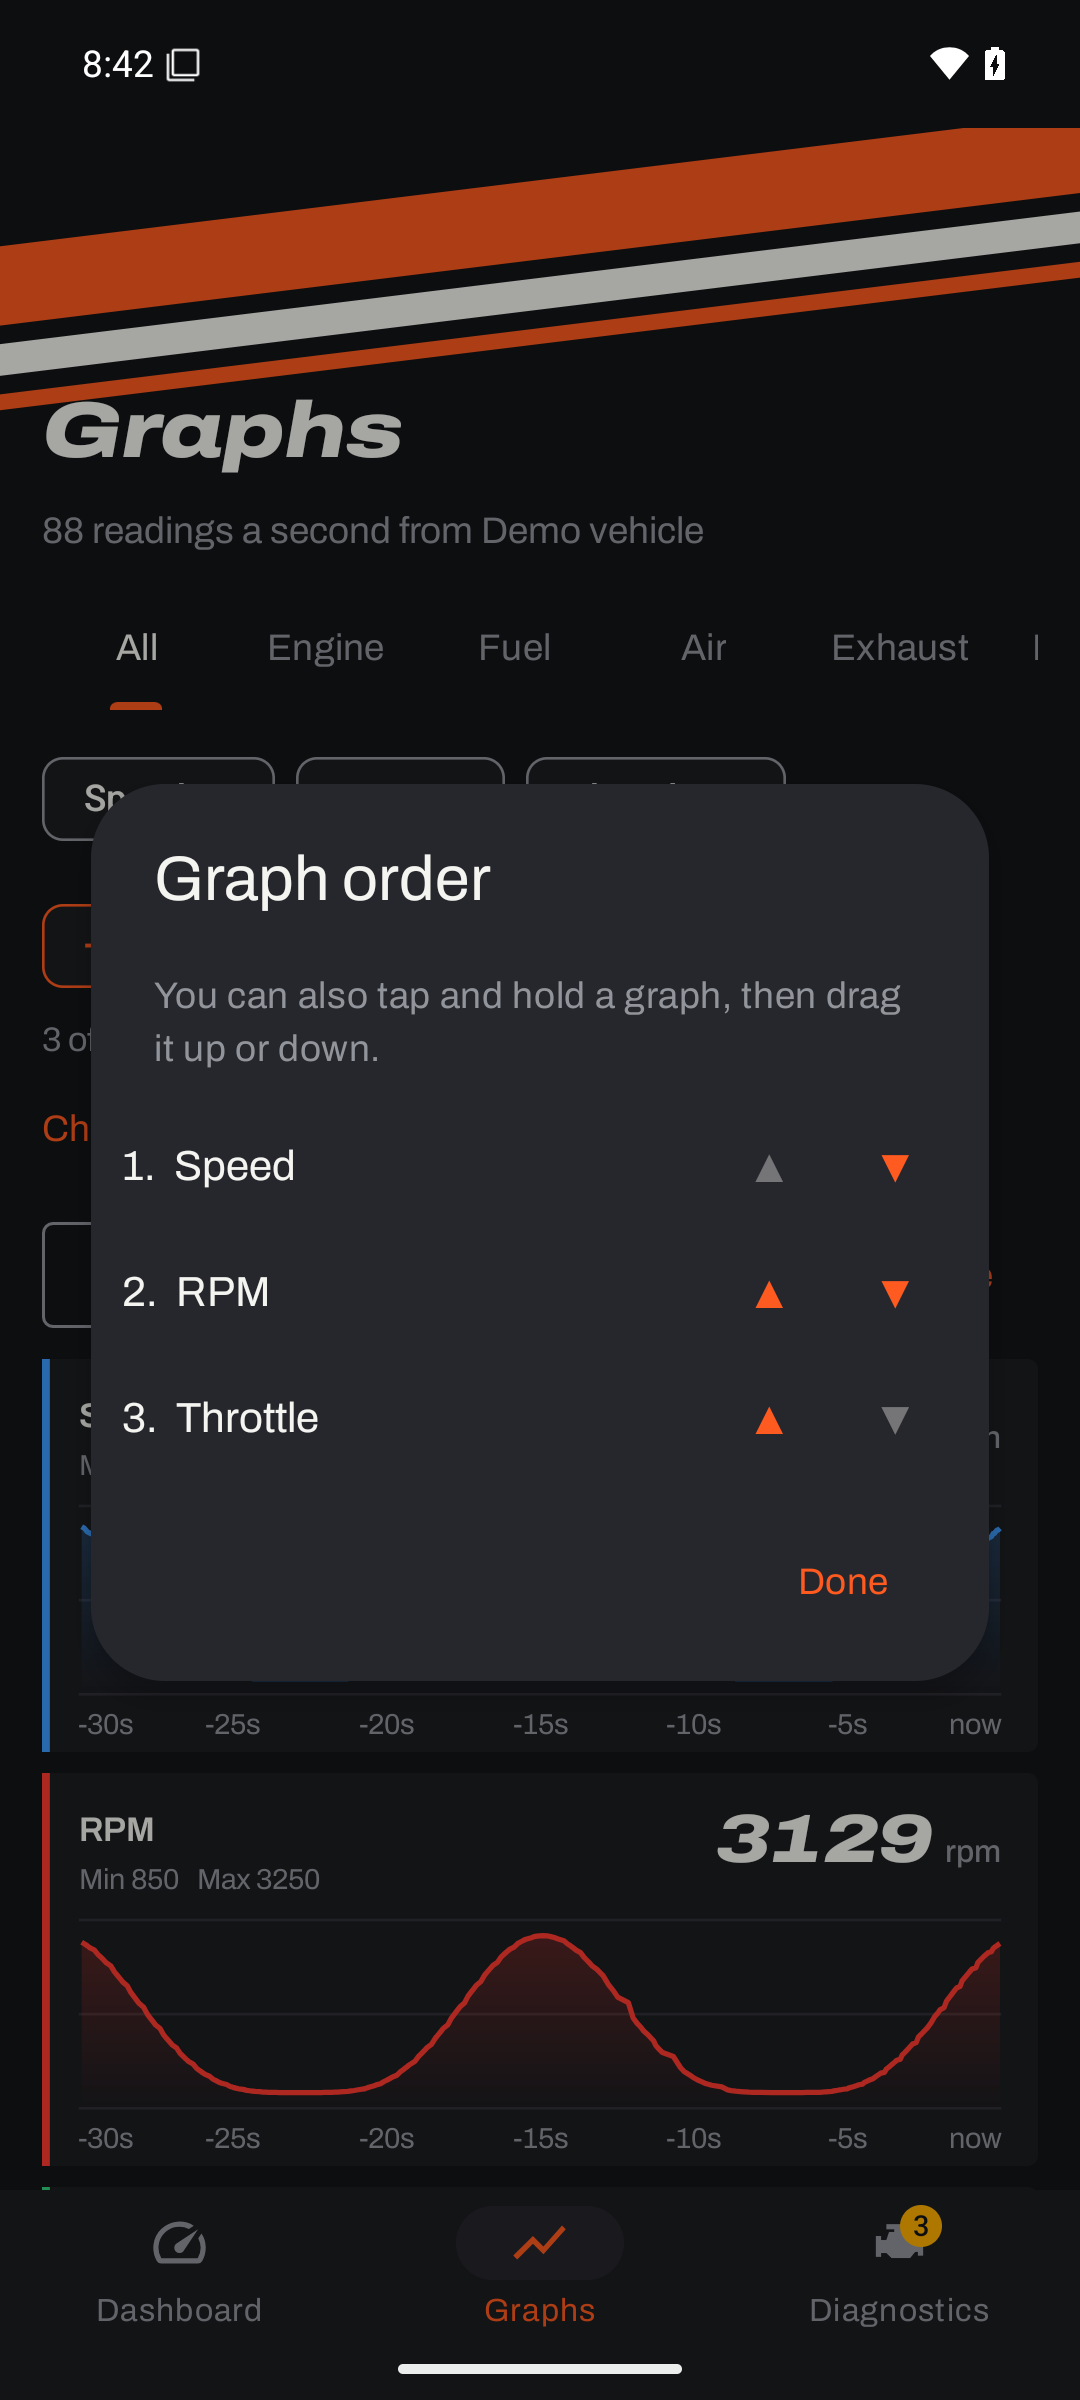 8:42
Graphs
88 readings a second from Demo vehicle
All Engine Fuel Air Exhaust
Graph order
You can also tap and hold a graph, then drag
it up or down.
1. Speed ▲ ▼
2. RPM ▲ ▼
3. Throttle ▲ ▼
Done
-30s -25s -20s -15s -10s -5s now
RPM 3129 rpm
Min 850 Max 3250
-30s -25s -20s -15s -10s -5s now
3
Dashboard Graphs Diagnostics